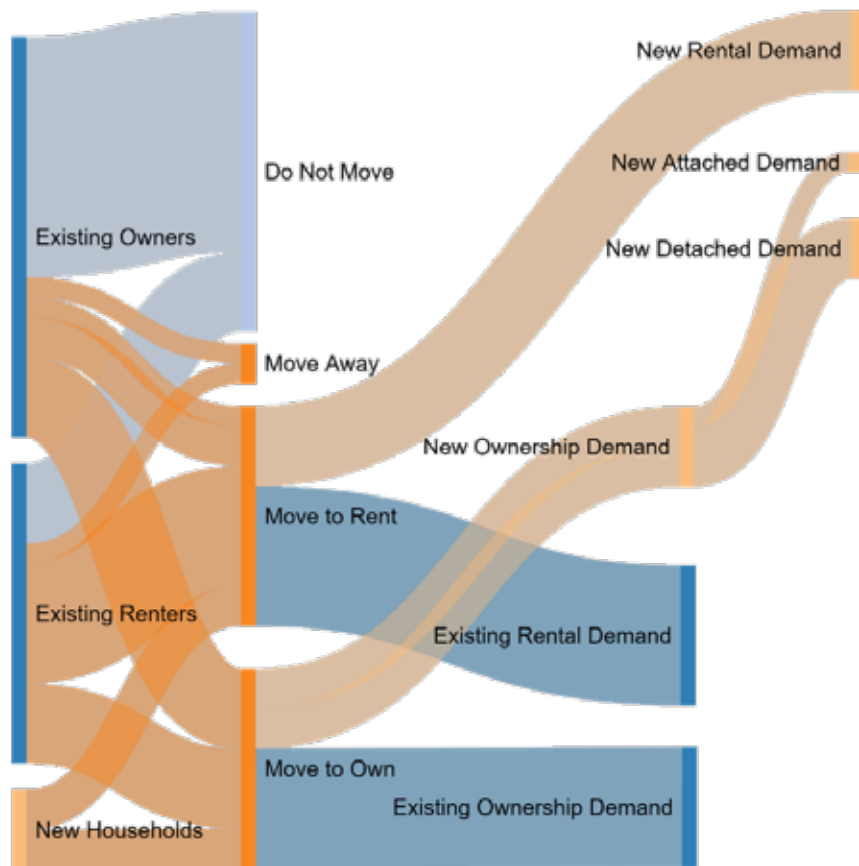 New Rental Demand
New Attached Demand
Do Not Move
Existing Owners
New Detached Demand
Move Away
New Ownership Demand
Move to Rent
Existing Renters
Existing Rental Demand
Move to Own
Existing Ownership Demand
New Households